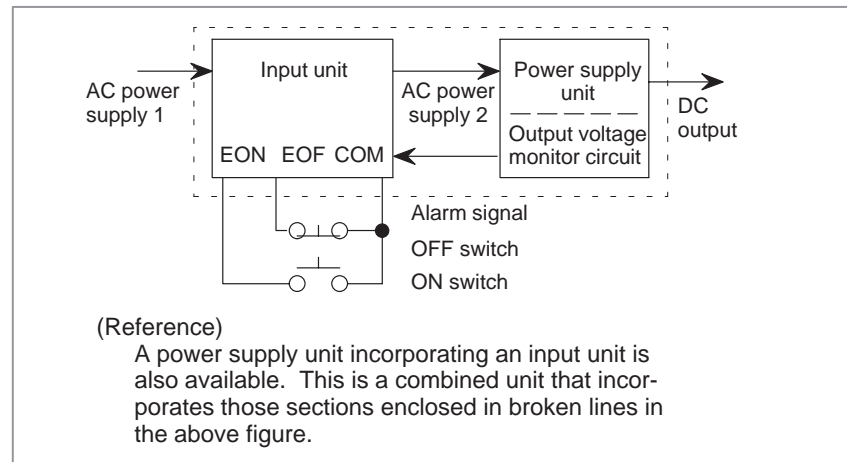 Input unit
Power supply
unit
AC power
supply 1
AC power
supply 2
DC
output
Output voltage
monitor circuit
EON EOF COM
Alarm signal
OFF switch
ON switch
(Reference)
A power supply unit incorporating an input unit is
also available. This is a combined unit that incor-
porates those sections enclosed in broken lines in
the above figure.